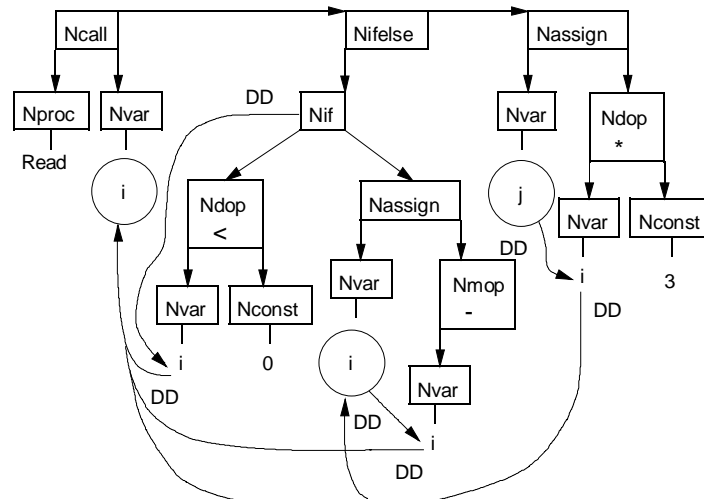 Ncall
Nifelse
Nassign
Nproc
Nvar
DD
Nif
Nvar
Ndop
*
Read
i
Ndop
<
Nassign
j
Nvar
Nconst
DD
i
3
Nvar
Nconst
Nvar
Nmop
-
DD
i
0
i
Nvar
DD
DD
i
DD